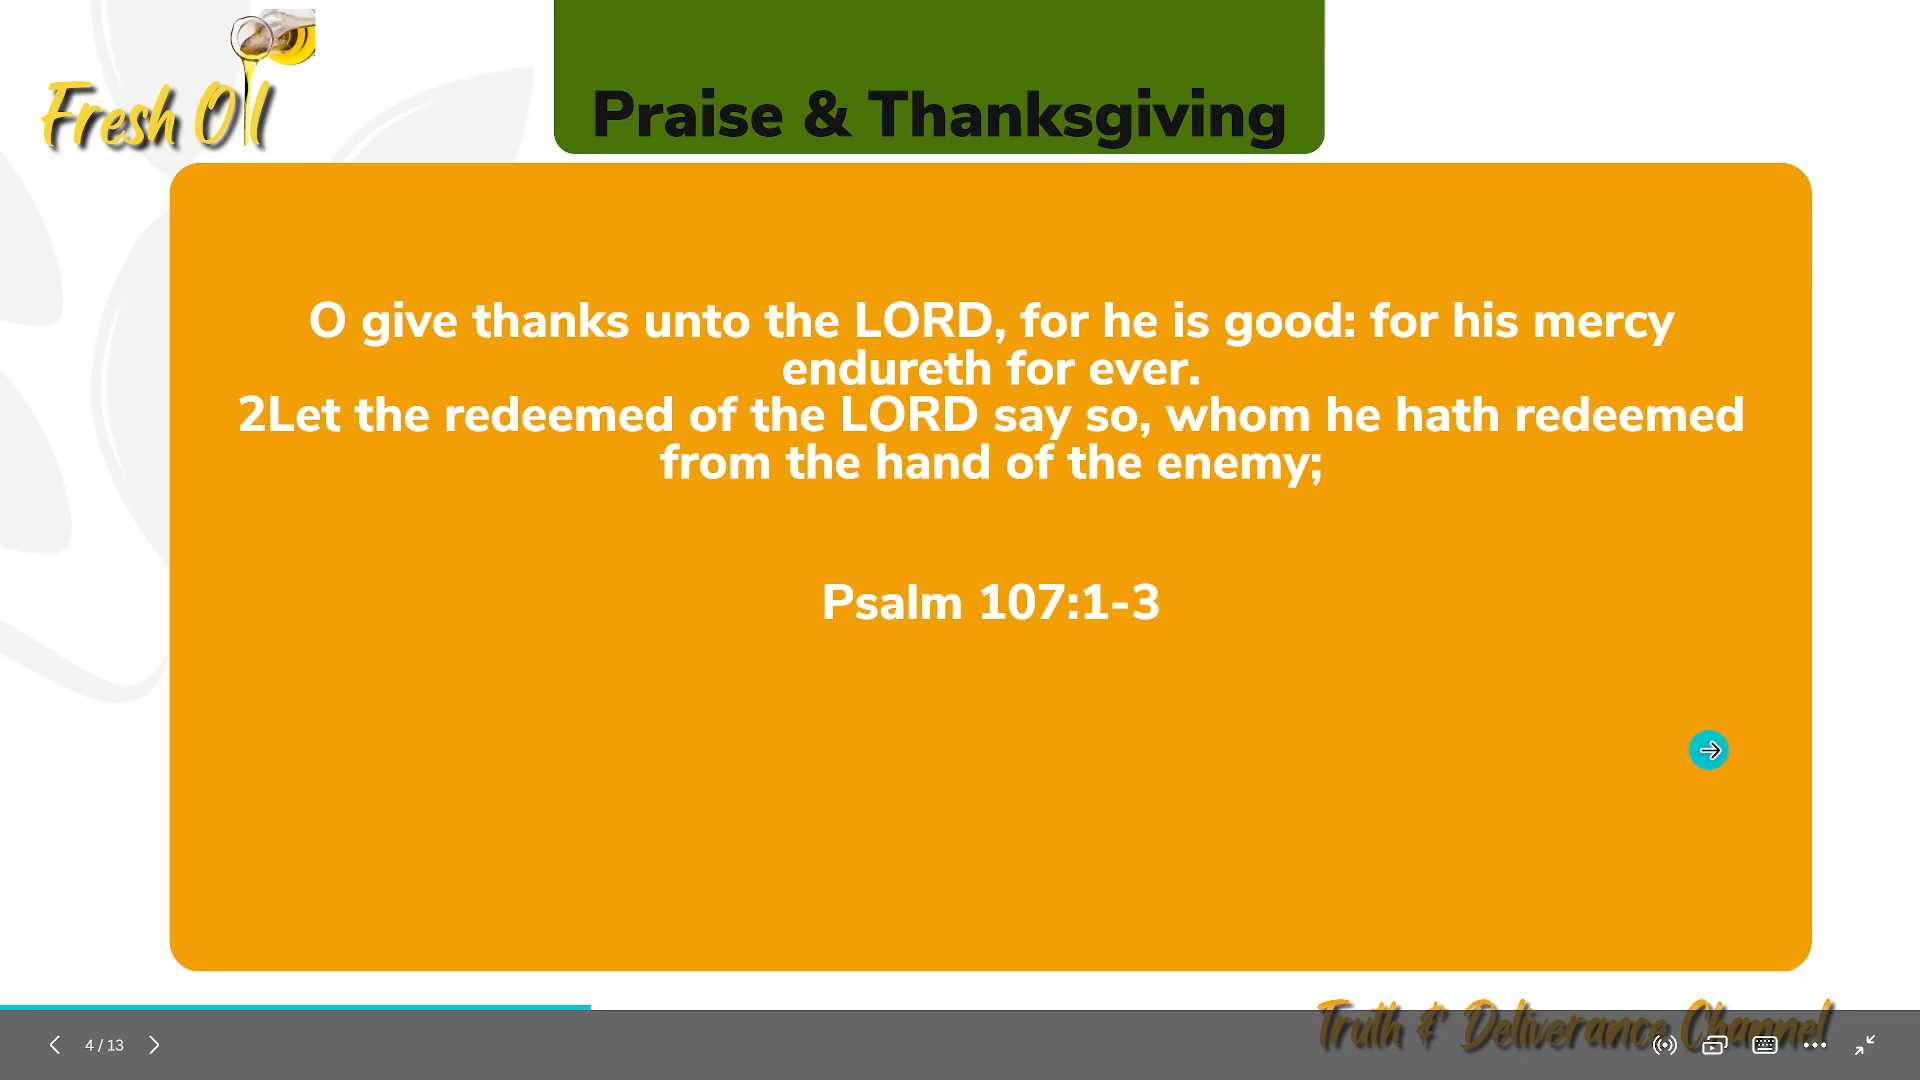 Fresh Oil
Praise & Thanksgiving
O give thanks unto the LORD, for he is good: for his mercy
endureth for ever.
2Let the redeemed of the LORD say so, whom he hath redeemed
from the hand of the enemy;
Psalm 107:1-3
Truth & Deliverance Channel
4 / 13